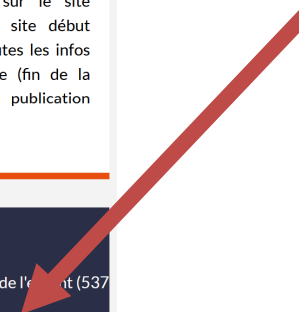 sur le site
site début
tes les infos
e (fin de la
publication
de l'e nt (537